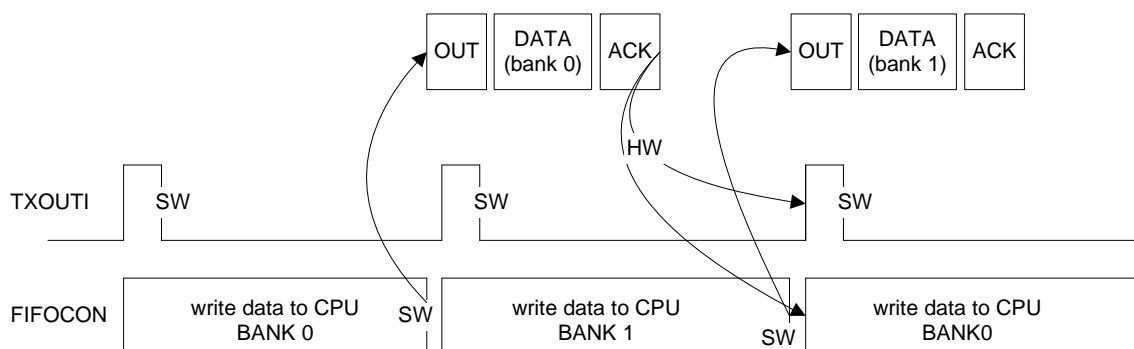 OUT DATA (bank 0) ACK OUT DATA (bank 1) ACK
HW
TXOUTI SW SW SW
FIFOCON write data to CPU BANK 0 SW write data to CPU BANK 1 SW write data to CPU BANK0